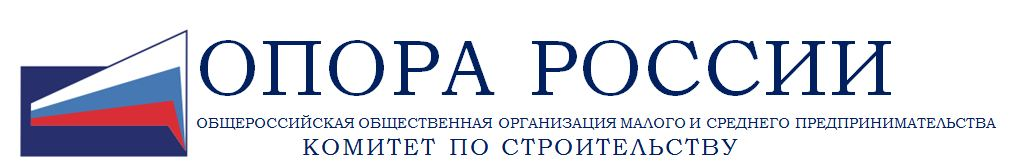 ОПОРА РОССИИ
ОБЩЕРОССИЙСКАЯ ОБЩЕСТВЕННАЯ ОРГАНИЗАЦИЯ МАЛОГО И СРЕДНЕГО ПРЕДПРИНИМАТЕЛЬСТВА
КОМИТЕТ ПО СТРОИТЕЛЬСТВУ